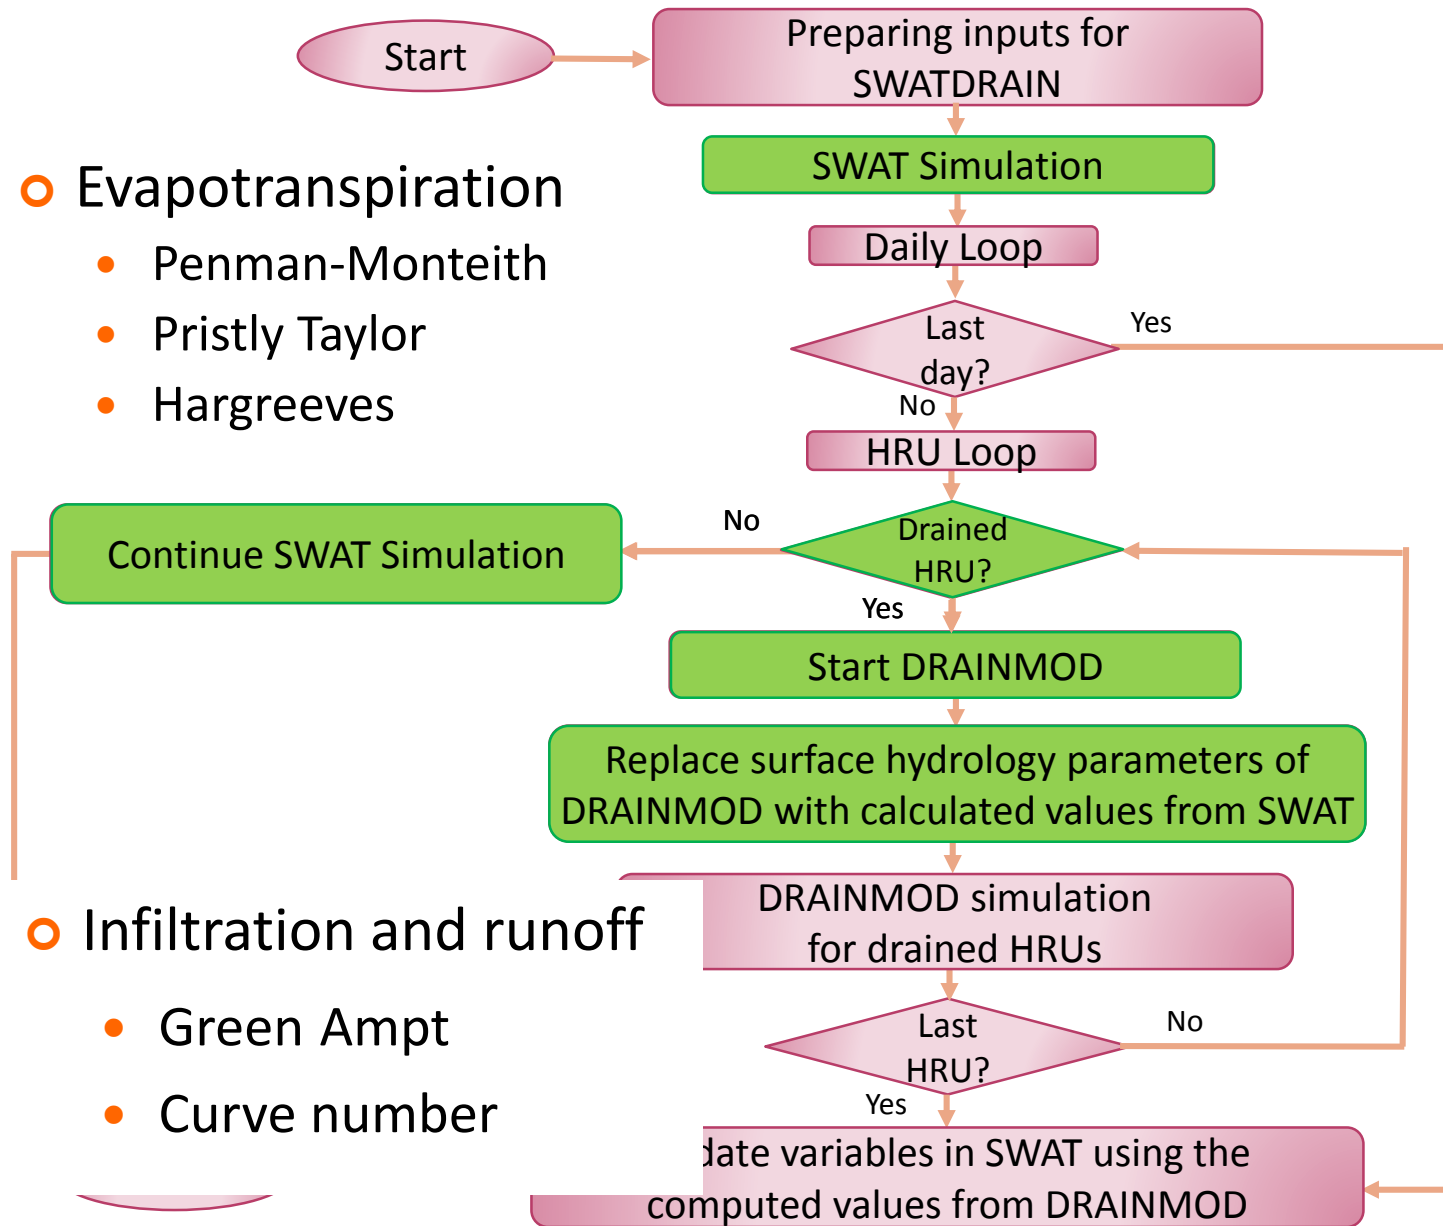 Start
Preparing inputs for
SWATDRAIN
SWAT Simulation
Evapotranspiration
Penman-Monteith
Pristly Taylor
Hargreeves
Daily Loop
Last
day?
Yes
No
HRU Loop
Drained
HRU?
No
Continue SWAT Simulation
Yes
Start DRAINMOD
Replace surface hydrology parameters of
DRAINMOD with calculated values from SWAT
DRAINMOD simulation
for drained HRUs
Infiltration and runoff
Green Ampt
Curve number
Last
HRU?
No
Yes
date variables in SWAT using the
computed values from DRAINMOD